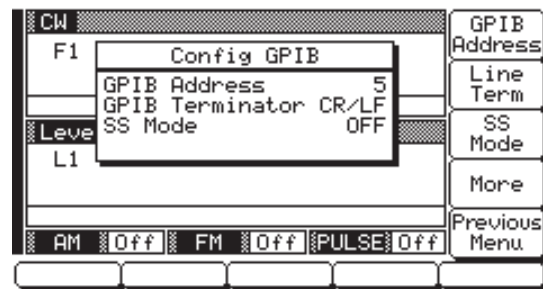 CW
F1
Config GPIB
GPIB Address 5
GPIB Terminator CR/LF
SS Mode OFF
Leve
L1
AM Off FM Off PULSE Off
GPIB
Address
Line
Term
SS
Mode
More
Previous
Menu